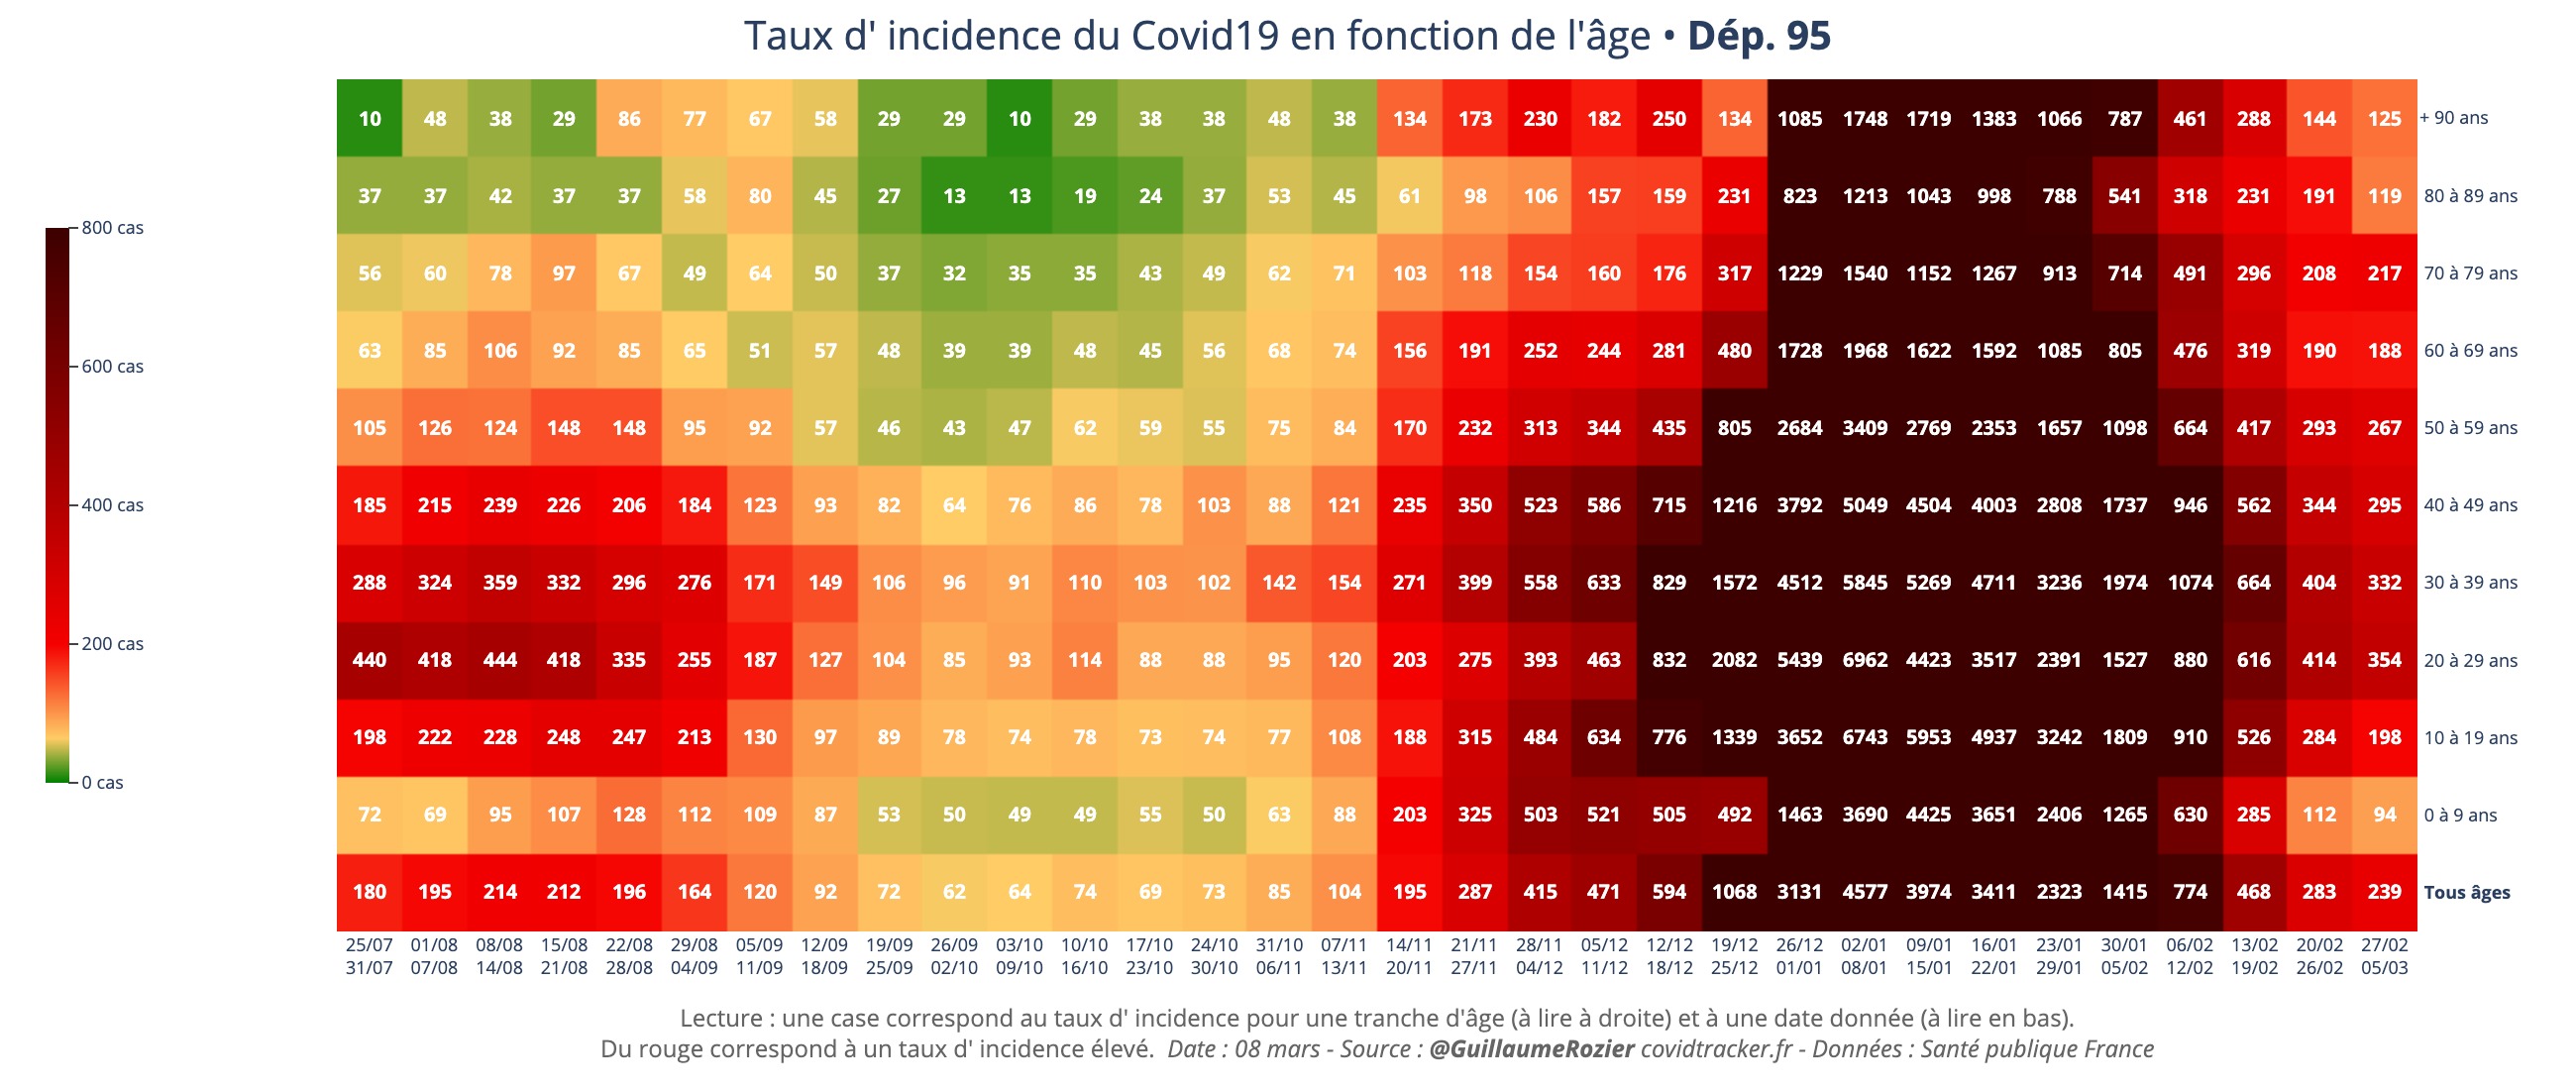 Taux d' incidence du Covid19 en fonction de l'âge • Dép. 95
800 cas
600 cas
400 cas
200 cas
0 cas
10 48 38 29 86 77 67 58 29 29 10 29 38 38 48 38 134 173 230 182 250 134 1085 1748 1719 1383 1066 787 461 288 144 125 + 90 ans
37 37 42 37 37 58 80 45 27 13 13 19 24 37 53 45 61 98 106 157 159 231 823 1213 1043 998 788 541 318 231 191 119 80 à 89 ans
56 60 78 97 67 49 64 50 37 32 35 35 43 49 62 71 103 118 154 160 176 317 1229 1540 1152 1267 913 714 491 296 208 217 70 à 79 ans
63 85 106 92 85 65 51 57 48 39 39 48 45 56 68 74 156 191 252 244 281 480 1728 1968 1622 1592 1085 805 476 319 190 188 60 à 69 ans
105 126 124 148 148 95 92 57 46 43 47 62 59 55 75 84 170 232 313 344 435 805 2684 3409 2769 2353 1657 1098 664 417 293 267 50 à 59 ans
185 215 239 226 206 184 123 93 82 64 76 86 78 103 88 121 235 350 523 586 715 1216 3792 5049 4504 4003 2808 1737 946 562 344 295 40 à 49 ans
288 324 359 332 296 276 171 149 106 96 91 110 103 102 142 154 271 399 558 633 829 1572 4512 5845 5269 4711 3236 1974 1074 664 404 332 30 à 39 ans
440 418 444 418 335 255 187 127 104 85 93 114 88 88 95 120 203 275 393 463 832 2082 5439 6962 4423 3517 2391 1527 880 616 414 354 20 à 29 ans
198 222 228 248 247 213 130 97 89 78 74 78 73 74 77 108 188 315 484 634 776 1339 3652 6743 5953 4937 3242 1809 910 526 284 198 10 à 19 ans
72 69 95 107 128 112 109 87 53 50 49 49 55 50 63 88 203 325 503 521 505 492 1463 3690 4425 3651 2406 1265 630 285 112 94 0 à 9 ans
180 195 214 212 196 164 120 92 72 62 64 74 69 73 85 104 195 287 415 471 594 1068 3131 4577 3974 3411 2323 1415 774 468 283 239 Tous âges
25/07 01/08 08/08 15/08 22/08 29/08 05/09 12/09 19/09 26/09 03/10 10/10 17/10 24/10 31/10 07/11 14/11 21/11 28/11 05/12 12/12 19/12 26/12 02/01 09/01 16/01 23/01 30/01 06/02 13/02 20/02 27/02
31/07 07/08 14/08 21/08 28/08 04/09 11/09 18/09 25/09 02/10 09/10 16/10 23/10 30/10 06/11 13/11 20/11 27/11 04/12 11/12 18/12 25/12 01/01 08/01 15/01 22/01 29/01 05/02 12/02 19/02 26/02 05/03
Lecture : une case correspond au taux d' incidence pour une tranche d'âge (à lire à droite) et à une date donnée (à lire en bas).
Du rouge correspond à un taux d' incidence élevé. Date : 08 mars - Source : @GuillaumeRozier covidtracker.fr - Données : Santé publique France